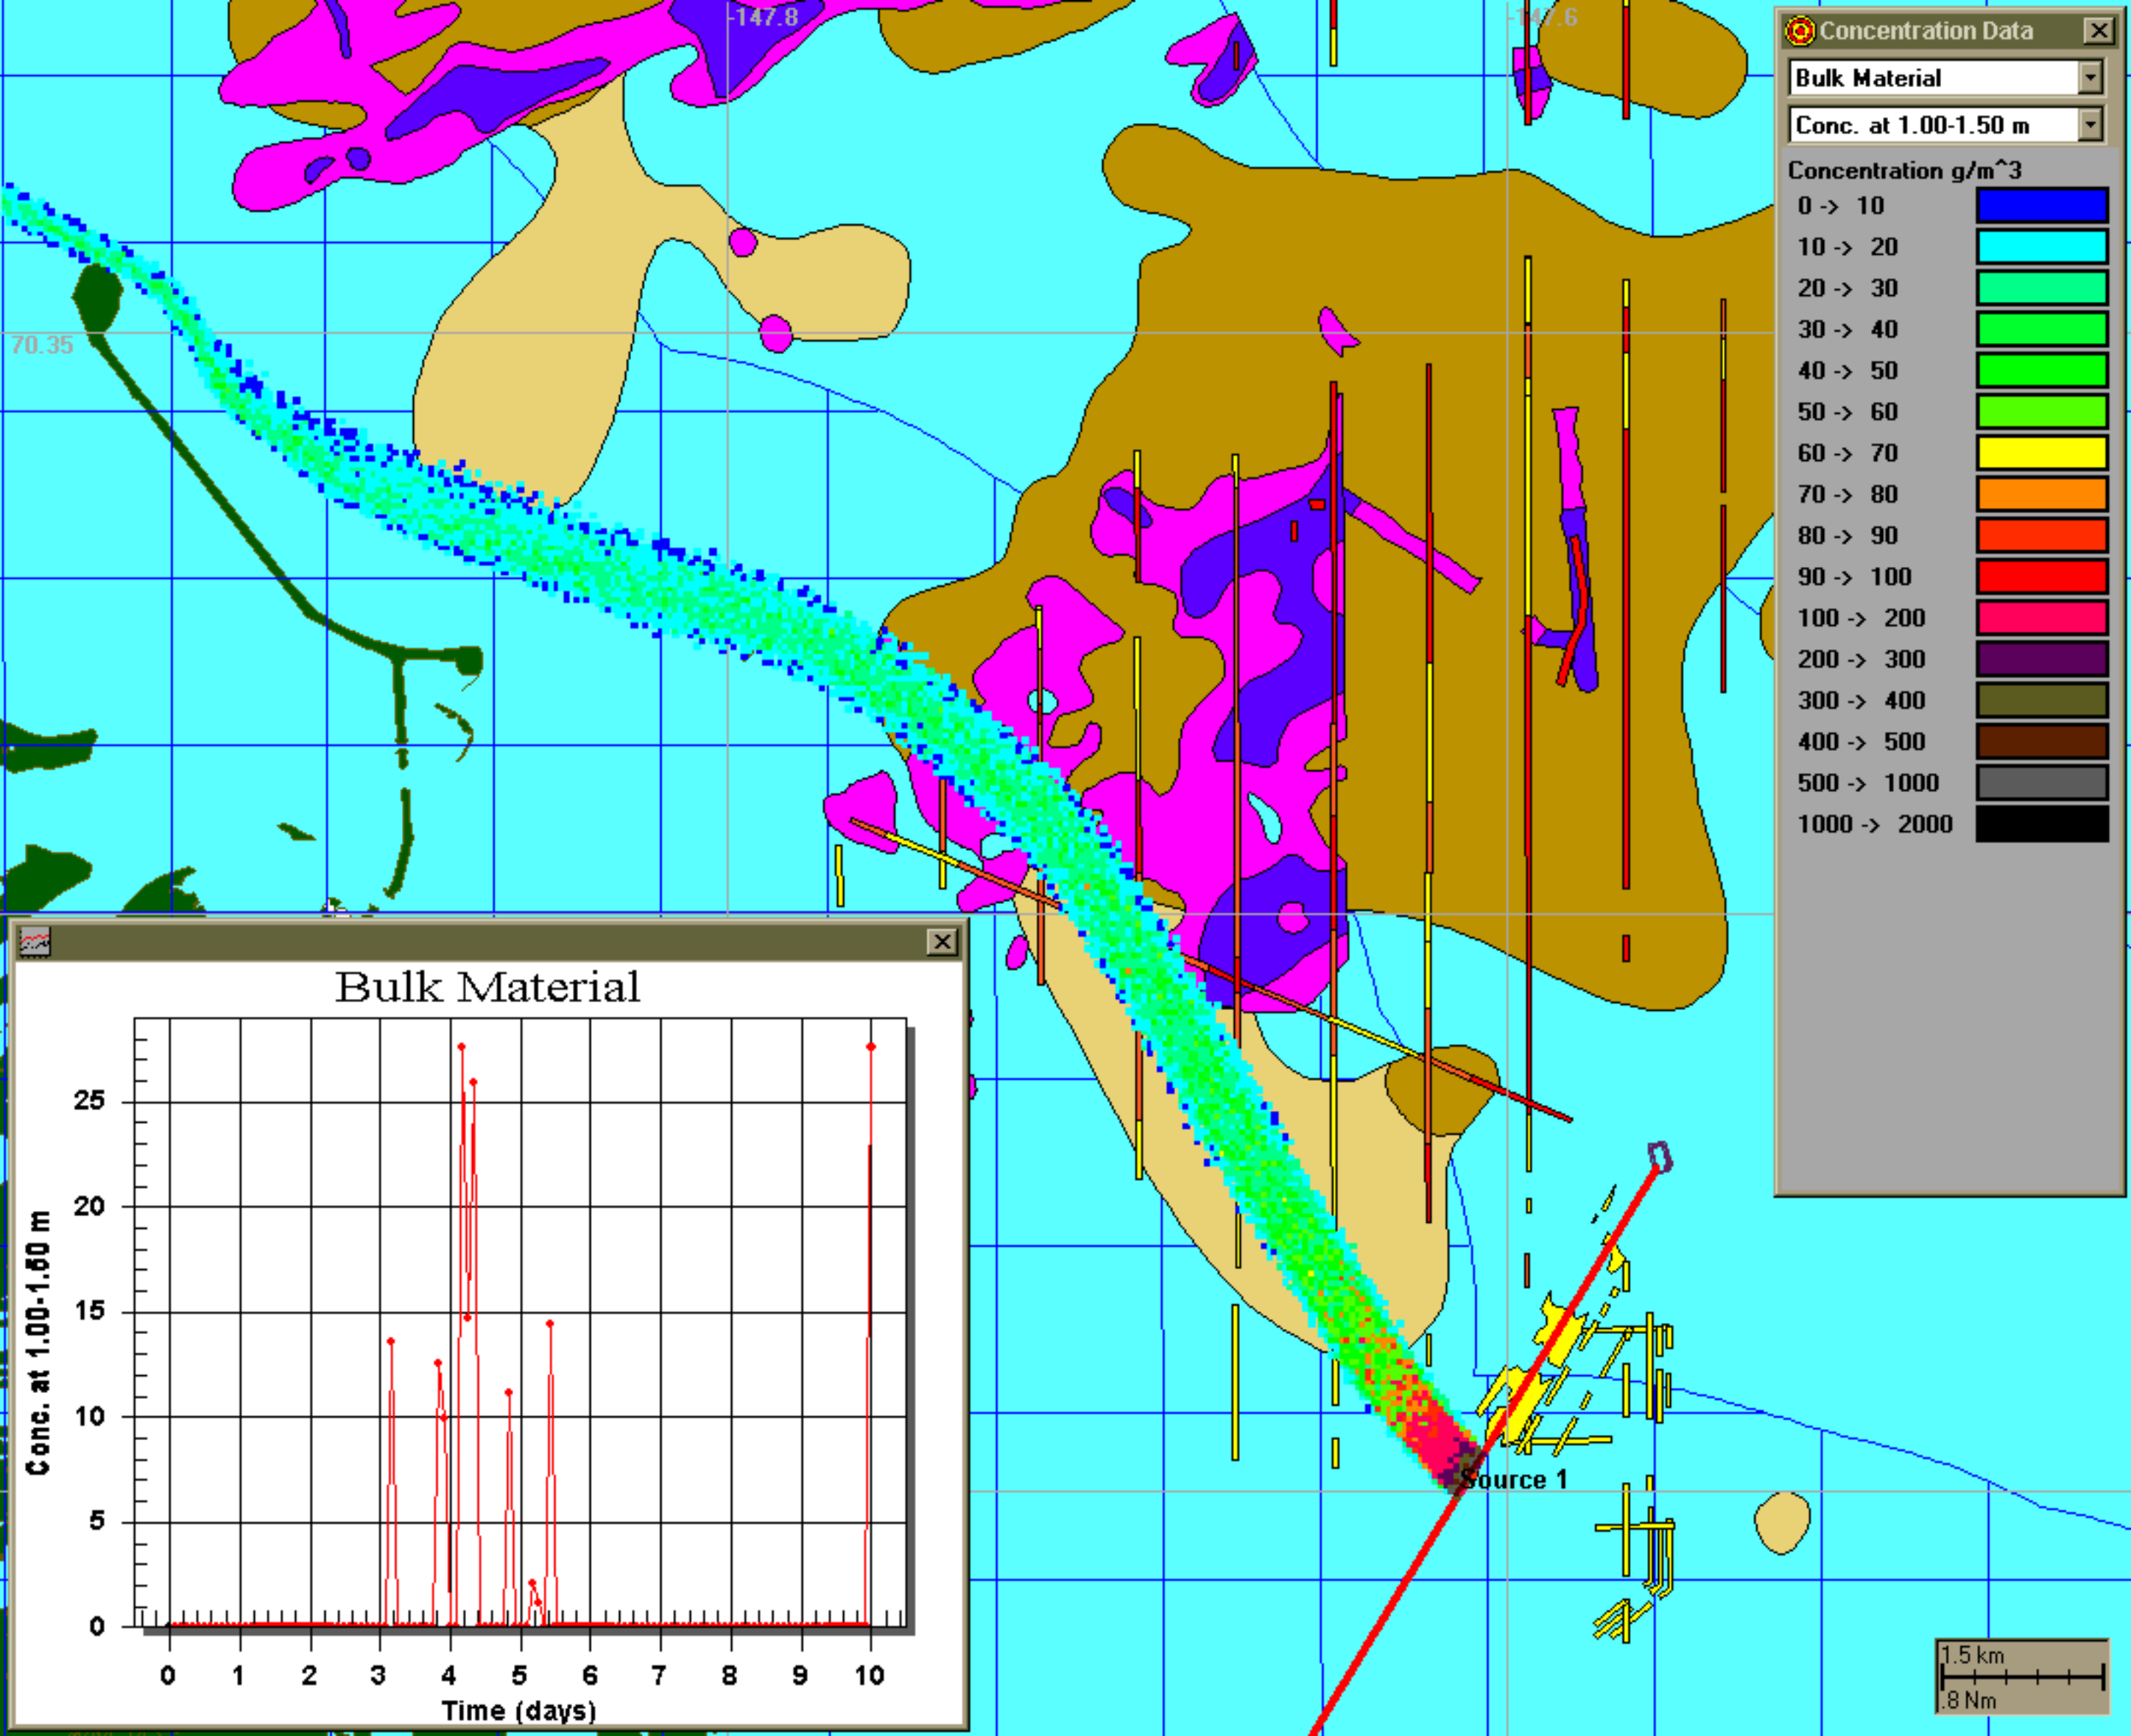 -147.8
-147.6
70.35
Concentration Data
Bulk Material
Conc. at 1.00-1.50 m
Concentration g/m^3
0 -> 10
10 -> 20
20 -> 30
30 -> 40
40 -> 50
50 -> 60
60 -> 70
70 -> 80
80 -> 90
90 -> 100
100 -> 200
200 -> 300
300 -> 400
400 -> 500
500 -> 1000
1000 -> 2000
Bulk Material
Conc. at 1.00-1.50 m
25
20
15
10
5
0
0 1 2 3 4 5 6 7 8 9 10
Time (days)
Source 1
1.5 km
.8 Nm